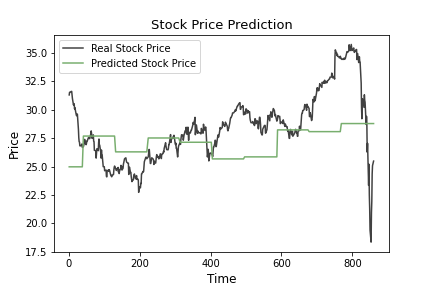 Stock Price Prediction
Real Stock Price
Predicted Stock Price
35.0
32.5
30.0
27.5
25.0
22.5
20.0
17.5
Price
0
200
400
600
800
Time